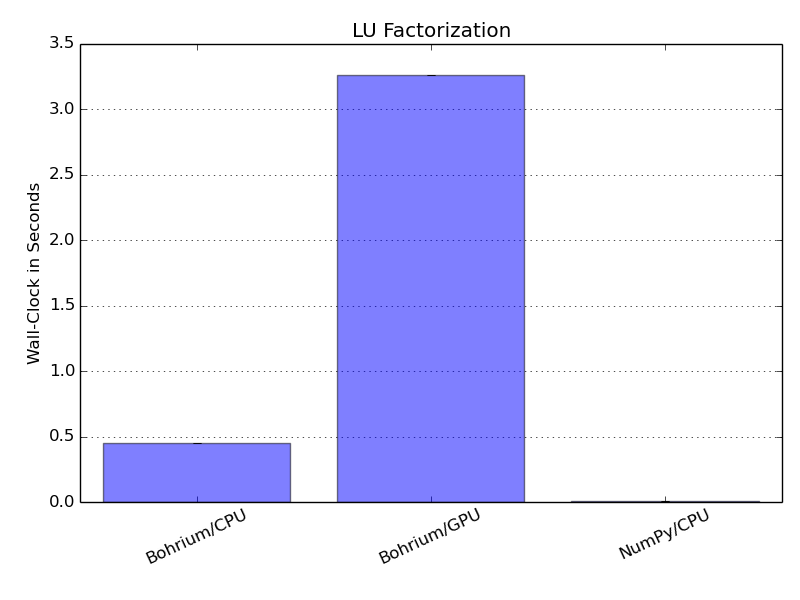 LU Factorization
3.5
3.0
2.5
2.0
1.5
1.0
0.5
0.0
Wall-Clock in Seconds
Bohrium/CPU
Bohrium/GPU
NumPy/CPU